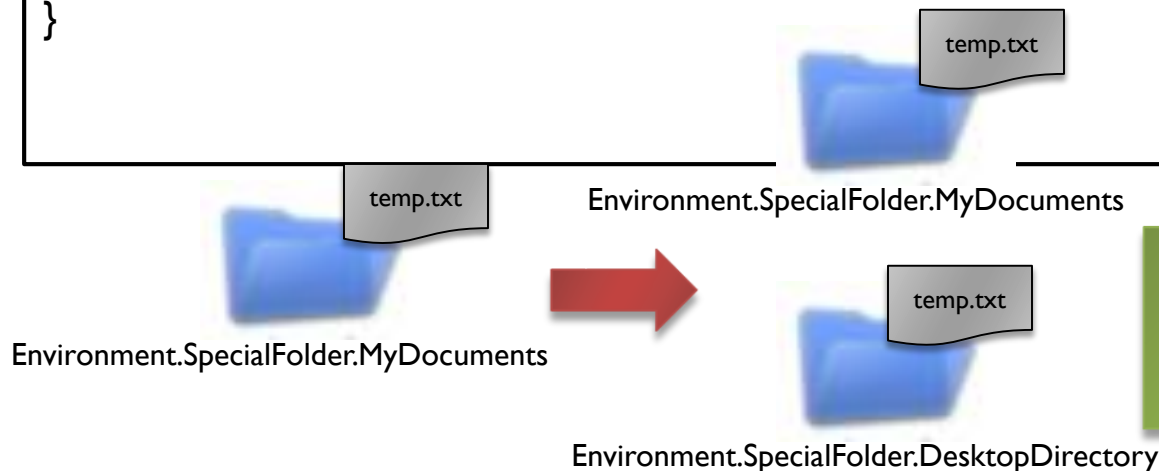 }
temp.txt
Environment.SpecialFolder.MyDocuments
temp.txt
Environment.SpecialFolder.MyDocuments
temp.txt
Environment.SpecialFolder.DesktopDirectory